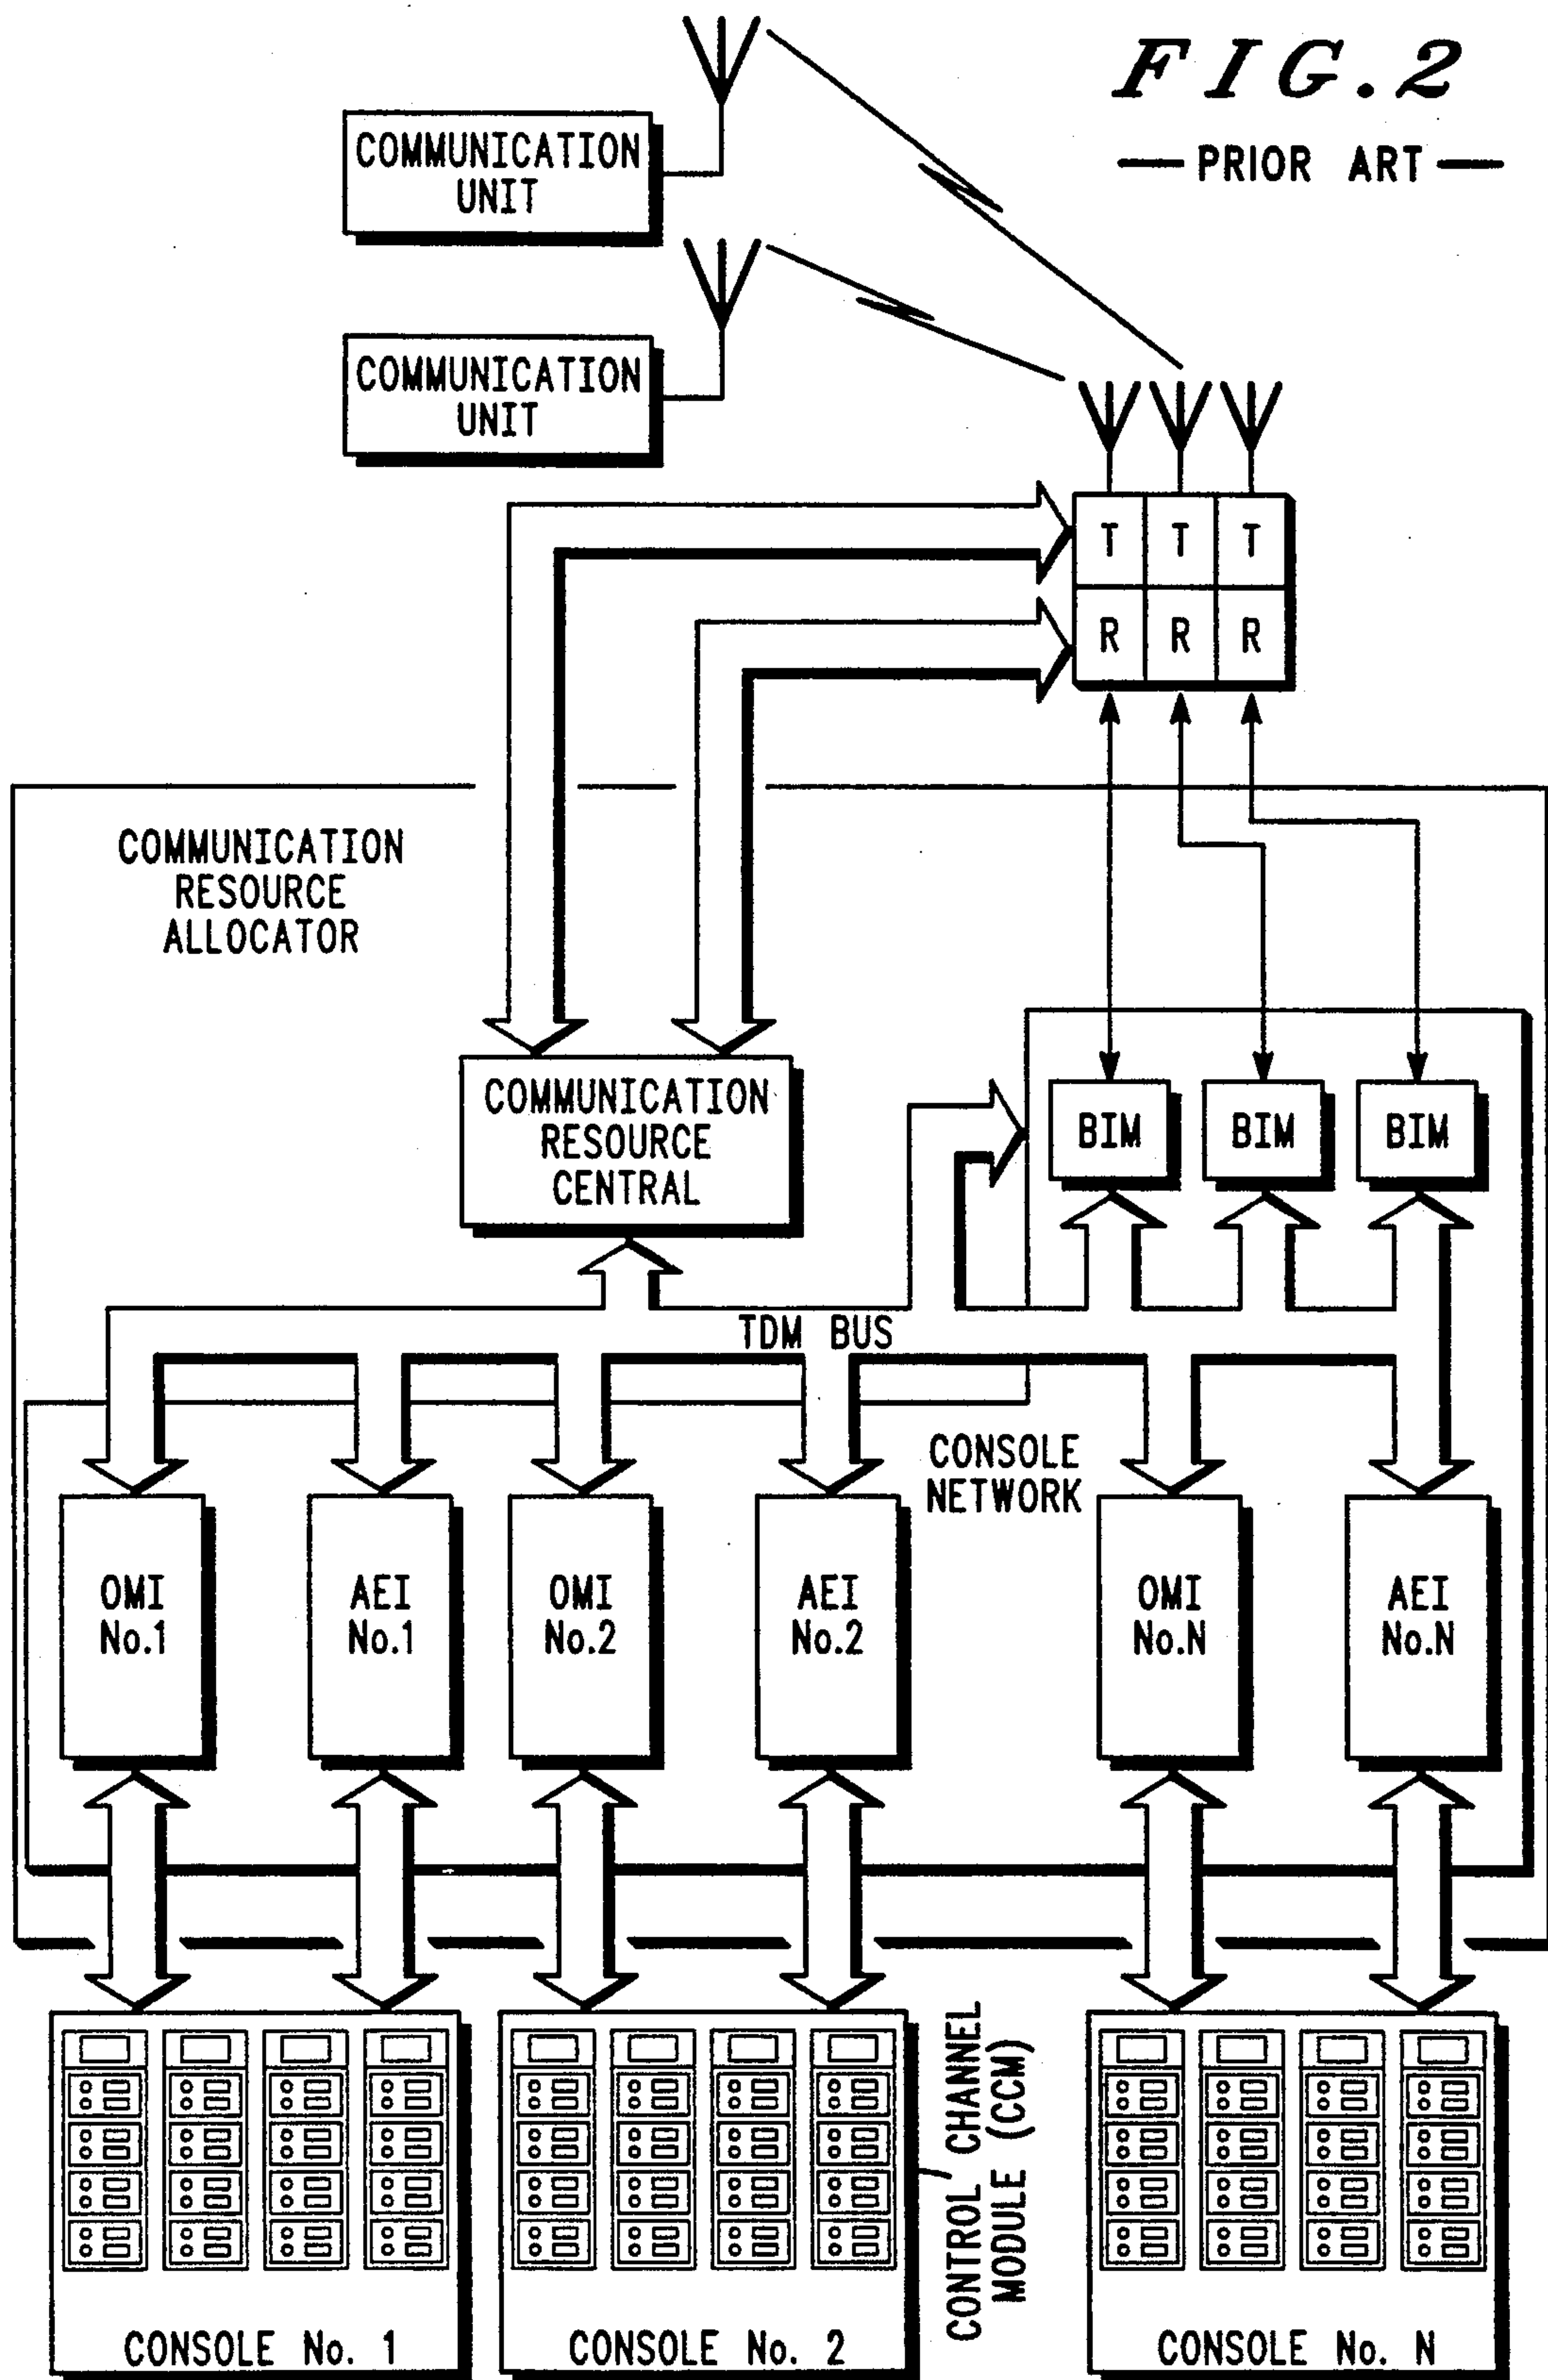 FIG.2
— PRIOR ART —
COMMUNICATION
UNIT
COMMUNICATION
UNIT
T T T
R R R
COMMUNICATION
RESOURCE
ALLOCATOR
COMMUNICATION
RESOURCE
CENTRAL
BIM BIM BIM
TDM BUS
CONSOLE
NETWORK
OMI
No.1
AEI
No.1
OMI
No.2
AEI
No.2
OMI
No.N
AEI
No.N
CONTROL CHANNEL
MODULE (CCM)
CONSOLE No. 1
CONSOLE No. 2
CONSOLE No. N